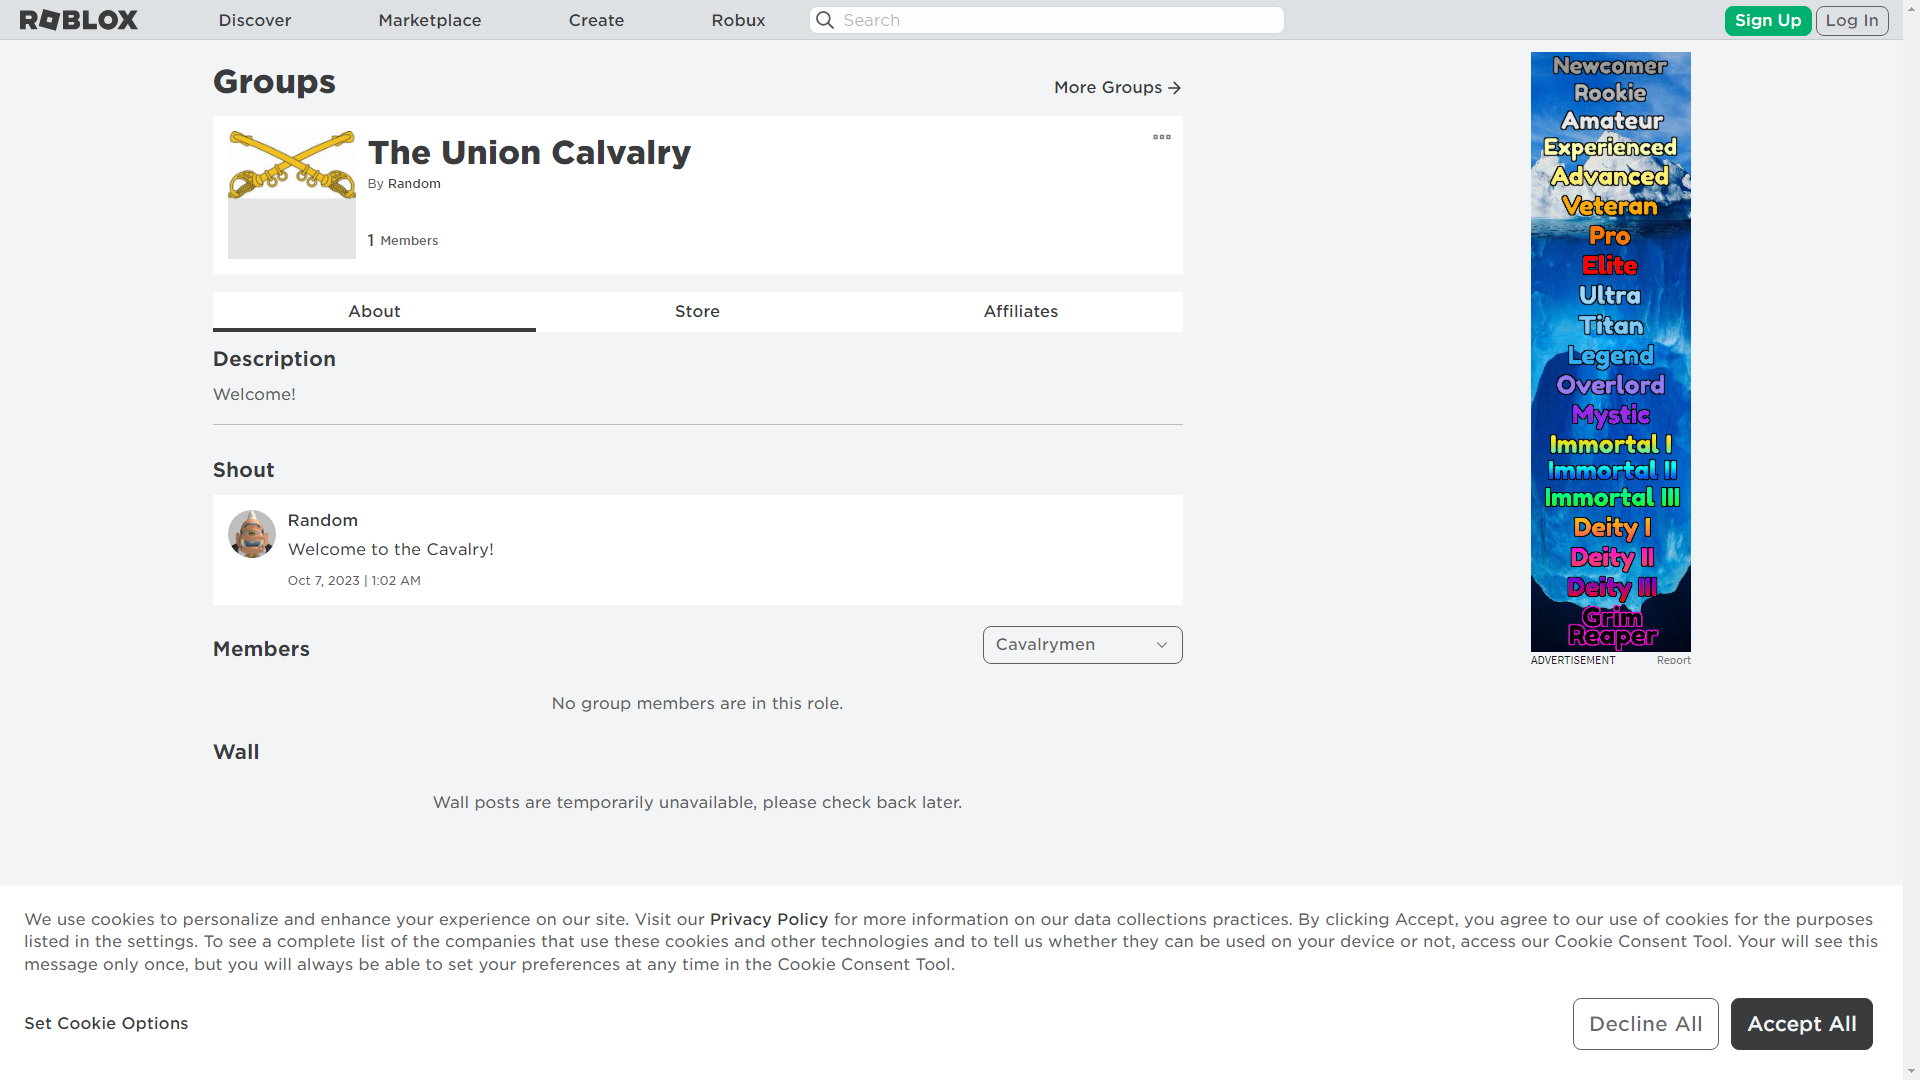 ROBLOX
Discover
Marketplace
Create
Robux
Search
Sign Up
Log In
Groups
More Groups
The Union Calvalry
By Random
1 Members
About
Store
Affiliates
Description
Welcome!
Shout
Random
Welcome to the Cavalry!
Oct 7, 2023 | 1:02 AM
Members
Cavalrymen
No group members are in this role.
Wall
Wall posts are temporarily unavailable, please check back later.
Newcomer
Rookie
Amateur
Experienced
Advanced
Veteran
Pro
Elite
Ultra
Titan
Legend
Overlord
Mystic
Immortal I
Immortal II
Immortal III
Deity I
Deity II
Deity III
Grim
Reaper
ADVERTISEMENT
Report
We use cookies to personalize and enhance your experience on our site. Visit our Privacy Policy for more information on our data collections practices. By clicking Accept, you agree to our use of cookies for the purposes
listed in the settings. To see a complete list of the companies that use these cookies and other technologies and to tell us whether they can be used on your device or not, access our Cookie Consent Tool. Your will see this
message only once, but you will always be able to set your preferences at any time in the Cookie Consent Tool.
Set Cookie Options
Decline All
Accept All